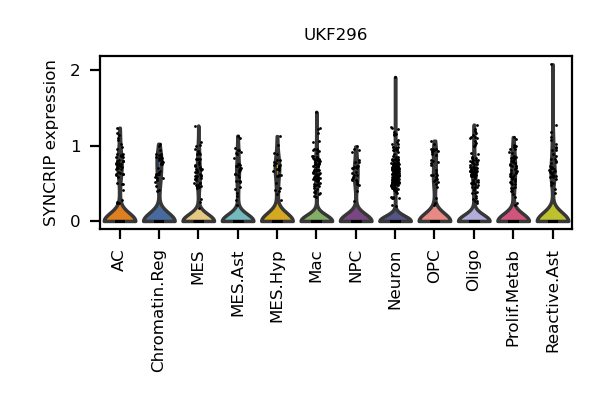 UKF296
SYNCRIP expression
2
1
0
AC
Chromatin.Reg
MES
MES.Ast
MES.Hyp
Mac
NPC
Neuron
OPC
Oligo
Prolif.Metab
Reactive.Ast